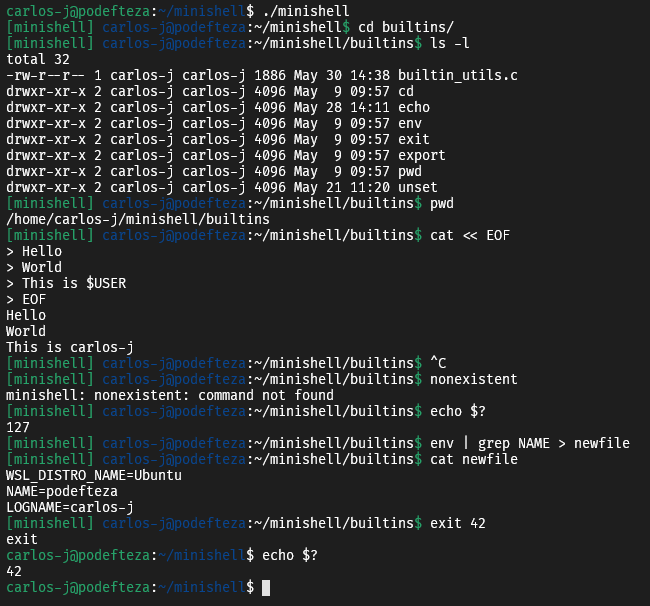 carlos-j@podefteza:~/minishell$ ./minishell
[minishell] carlos-j@podefteza:~/minishell$ cd builtins/
[minishell] carlos-j@podefteza:~/minishell/builtins$ ls -l
total 32
-rw-r--r-- 1 carlos-j carlos-j 1886 May 30 14:38 builtin_utils.c
drwxr-xr-x 2 carlos-j carlos-j 4096 May  9 09:57 cd
drwxr-xr-x 2 carlos-j carlos-j 4096 May 28 14:11 echo
drwxr-xr-x 2 carlos-j carlos-j 4096 May  9 09:57 env
drwxr-xr-x 2 carlos-j carlos-j 4096 May  9 09:57 exit
drwxr-xr-x 2 carlos-j carlos-j 4096 May  9 09:57 export
drwxr-xr-x 2 carlos-j carlos-j 4096 May  9 09:57 pwd
drwxr-xr-x 2 carlos-j carlos-j 4096 May 21 11:20 unset
[minishell] carlos-j@podefteza:~/minishell/builtins$ pwd
/home/carlos-j/minishell/builtins
[minishell] carlos-j@podefteza:~/minishell/builtins$ cat << EOF
> Hello
> World
> This is $USER
> EOF
Hello
World
This is carlos-j
[minishell] carlos-j@podefteza:~/minishell/builtins$ ^C
[minishell] carlos-j@podefteza:~/minishell/builtins$ nonexistent
minishell: nonexistent: command not found
[minishell] carlos-j@podefteza:~/minishell/builtins$ echo $?
127
[minishell] carlos-j@podefteza:~/minishell/builtins$ env | grep NAME > newfile
[minishell] carlos-j@podefteza:~/minishell/builtins$ cat newfile
WSL_DISTRO_NAME=Ubuntu
NAME=podefteza
LOGNAME=carlos-j
[minishell] carlos-j@podefteza:~/minishell/builtins$ exit 42
exit
carlos-j@podefteza:~/minishell$ echo $?
42
carlos-j@podefteza:~/minishell$